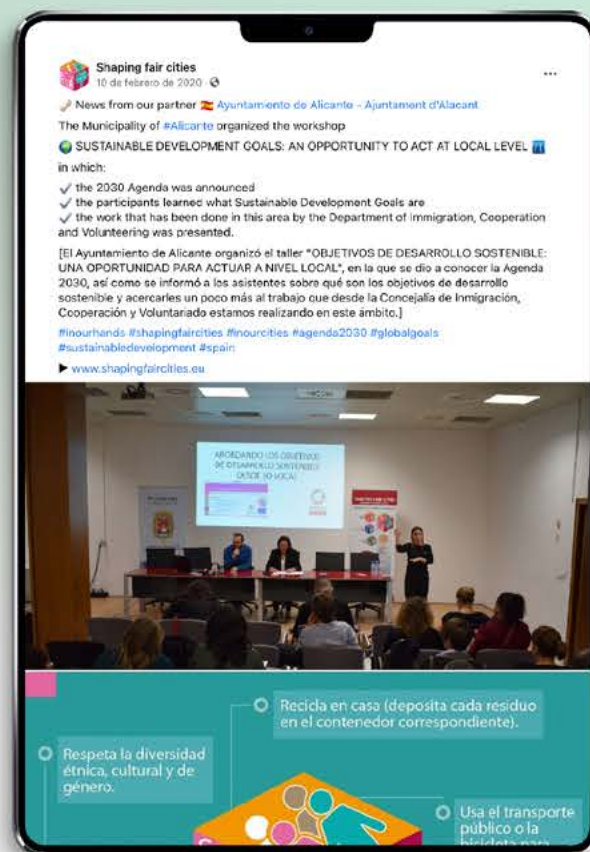 Shaping fair cities
10 de febrero de 2020 ·
News from our partner 🇪🇸 Ayuntamiento de Alicante - Ajuntament d'Alacant
The Municipality of #Alicante organized the workshop
🌍 SUSTAINABLE DEVELOPMENT GOALS: AN OPPORTUNITY TO ACT AT LOCAL LEVEL
in which:
✓ the 2030 Agenda was announced
✓ the participants learned what Sustainable Development Goals are
✓ the work that has been done in this area by the Department of Immigration, Cooperation
and Volunteering was presented.
[El Ayuntamiento de Alicante organizó el taller "OBJETIVOS DE DESARROLLO SOSTENIBLE:
UNA OPORTUNIDAD PARA ACTUAR A NIVEL LOCAL", en la que se dio a conocer la Agenda
2030, así como se informó a los asistentes sobre qué son los objetivos de desarrollo
sostenible y acercarles un poco más al trabajo que desde la Concejalía de Inmigración,
Cooperación y Voluntariado estamos realizando en este ámbito.]
#inourhands #shapingfaircities #inourcities #agenda2030 #globalgoals
#sustainabledevelopment #spain
▶ www.shapingfaircities.eu
ABORDANDO LOS OBJETIVOS
DE DESARROLLO SOSTENIBLE
DESDE LO LOCAL
Recicla en casa (deposita cada residuo
en el contenedor correspondiente).
Respeta la diversidad
étnica, cultural y de
género.
Usa el transporte
público o la
bicicleta para